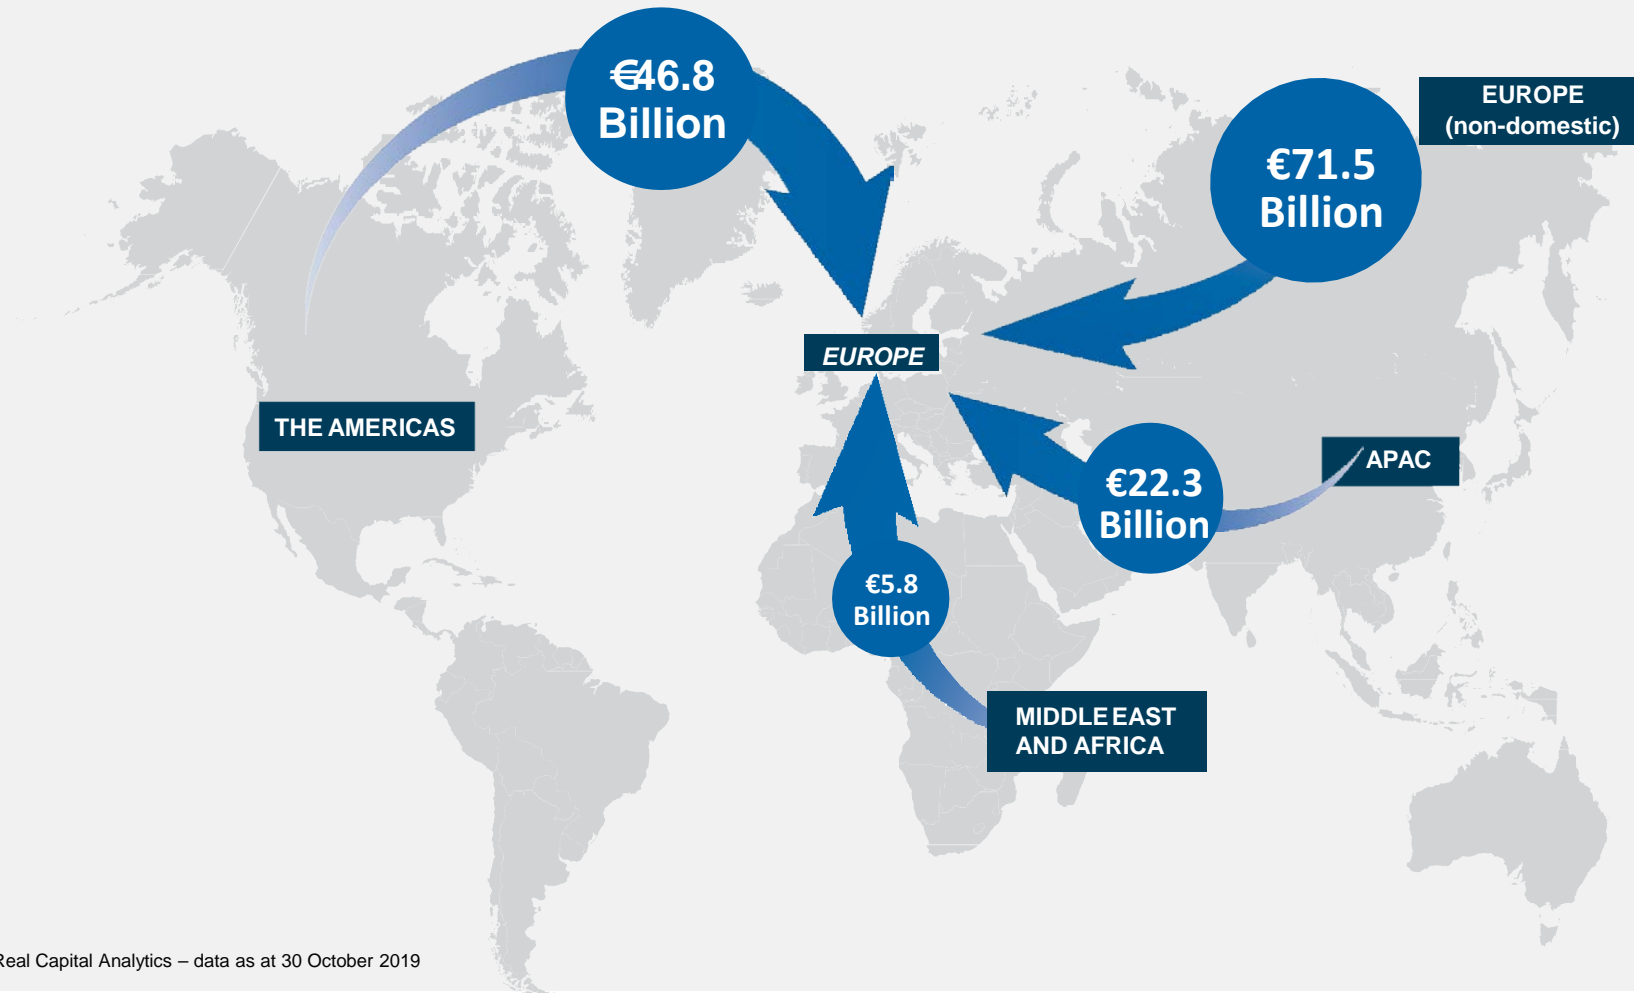 €46.8
Billion
EUROPE
(non-domestic)
€71.5
Billion
EUROPE
THE AMERICAS
APAC
€22.3
Billion
€5.8
Billion
MIDDLE EAST
AND AFRICA
Real Capital Analytics – data as at 30 October 2019